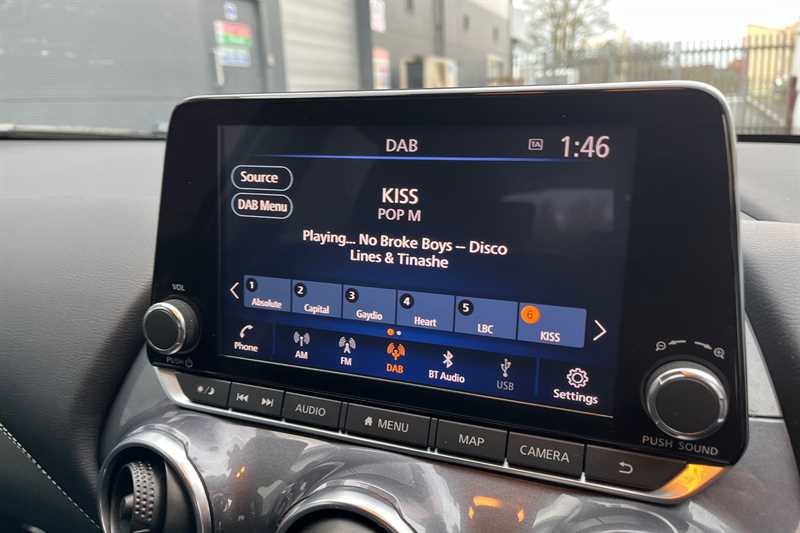 DAB
TA
1:46
Source
DAB Menu
KISS
POP M
Playing... No Broke Boys – Disco
Lines & Tinashe
1 Absolute
2 Capital
3 Gaydio
4 Heart
5 LBC
6 KISS
Phone
AM
FM
DAB
BT Audio
USB
Settings
VOL
PUSH
PUSH SOUND
AUDIO
MENU
MAP
CAMERA